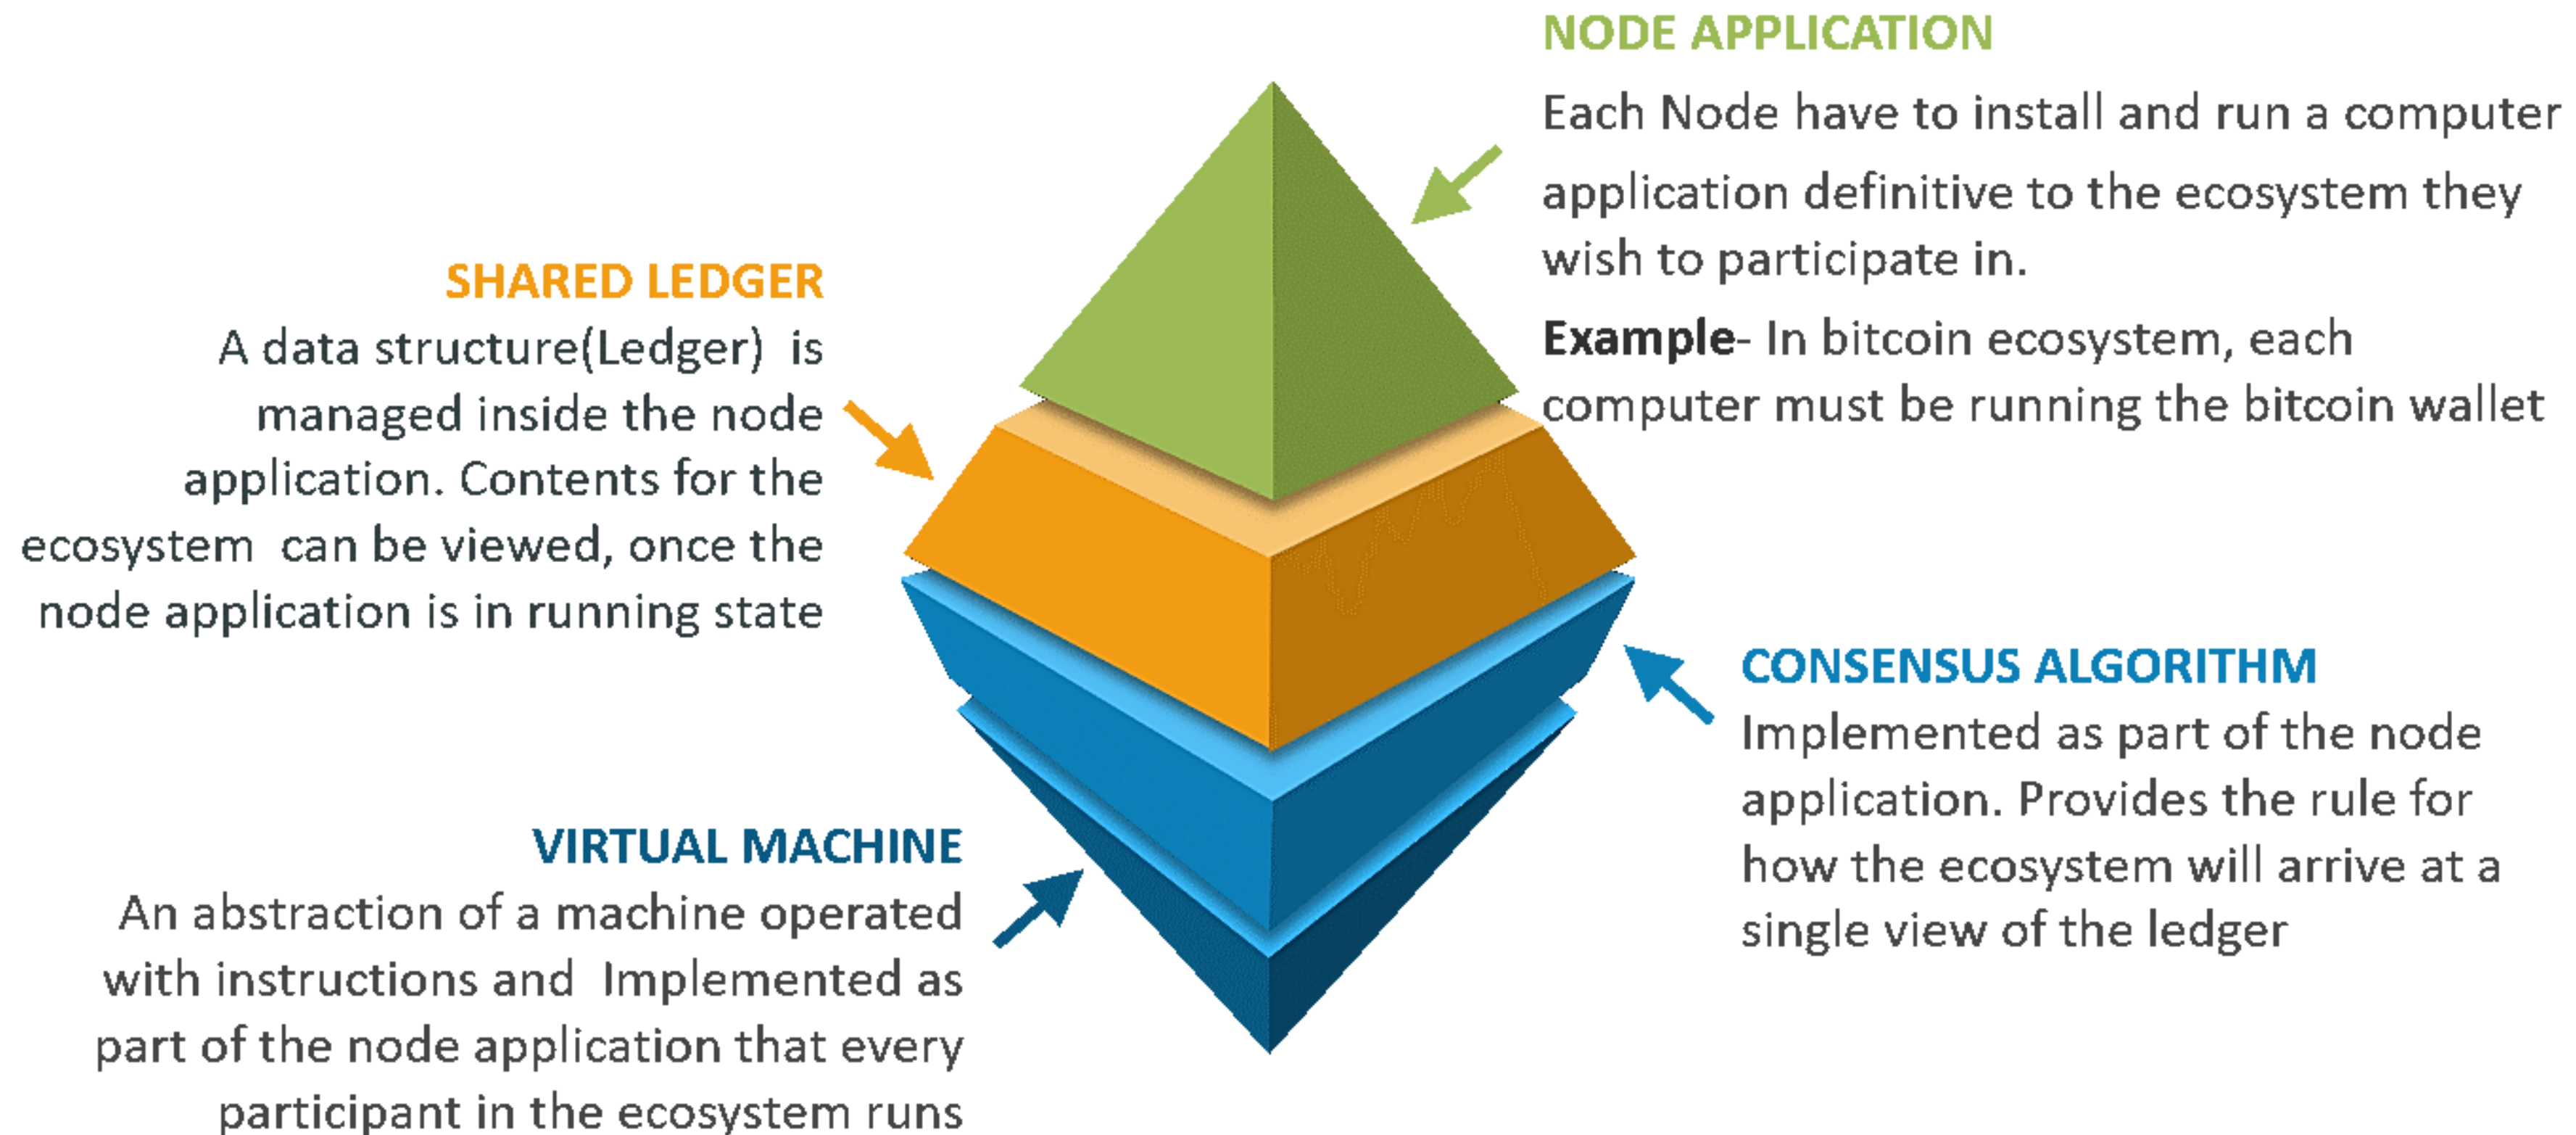 NODE APPLICATION
Each Node have to install and run a computer
application definitive to the ecosystem they
wish to participate in.
Example- In bitcoin ecosystem, each
computer must be running the bitcoin wallet
SHARED LEDGER
A data structure(Ledger) is
managed inside the node
application. Contents for the
ecosystem can be viewed, once the
node application is in running state
CONSENSUS ALGORITHM
Implemented as part of the node
application. Provides the rule for
how the ecosystem will arrive at a
single view of the ledger
VIRTUAL MACHINE
An abstraction of a machine operated
with instructions and Implemented as
part of the node application that every
participant in the ecosystem runs